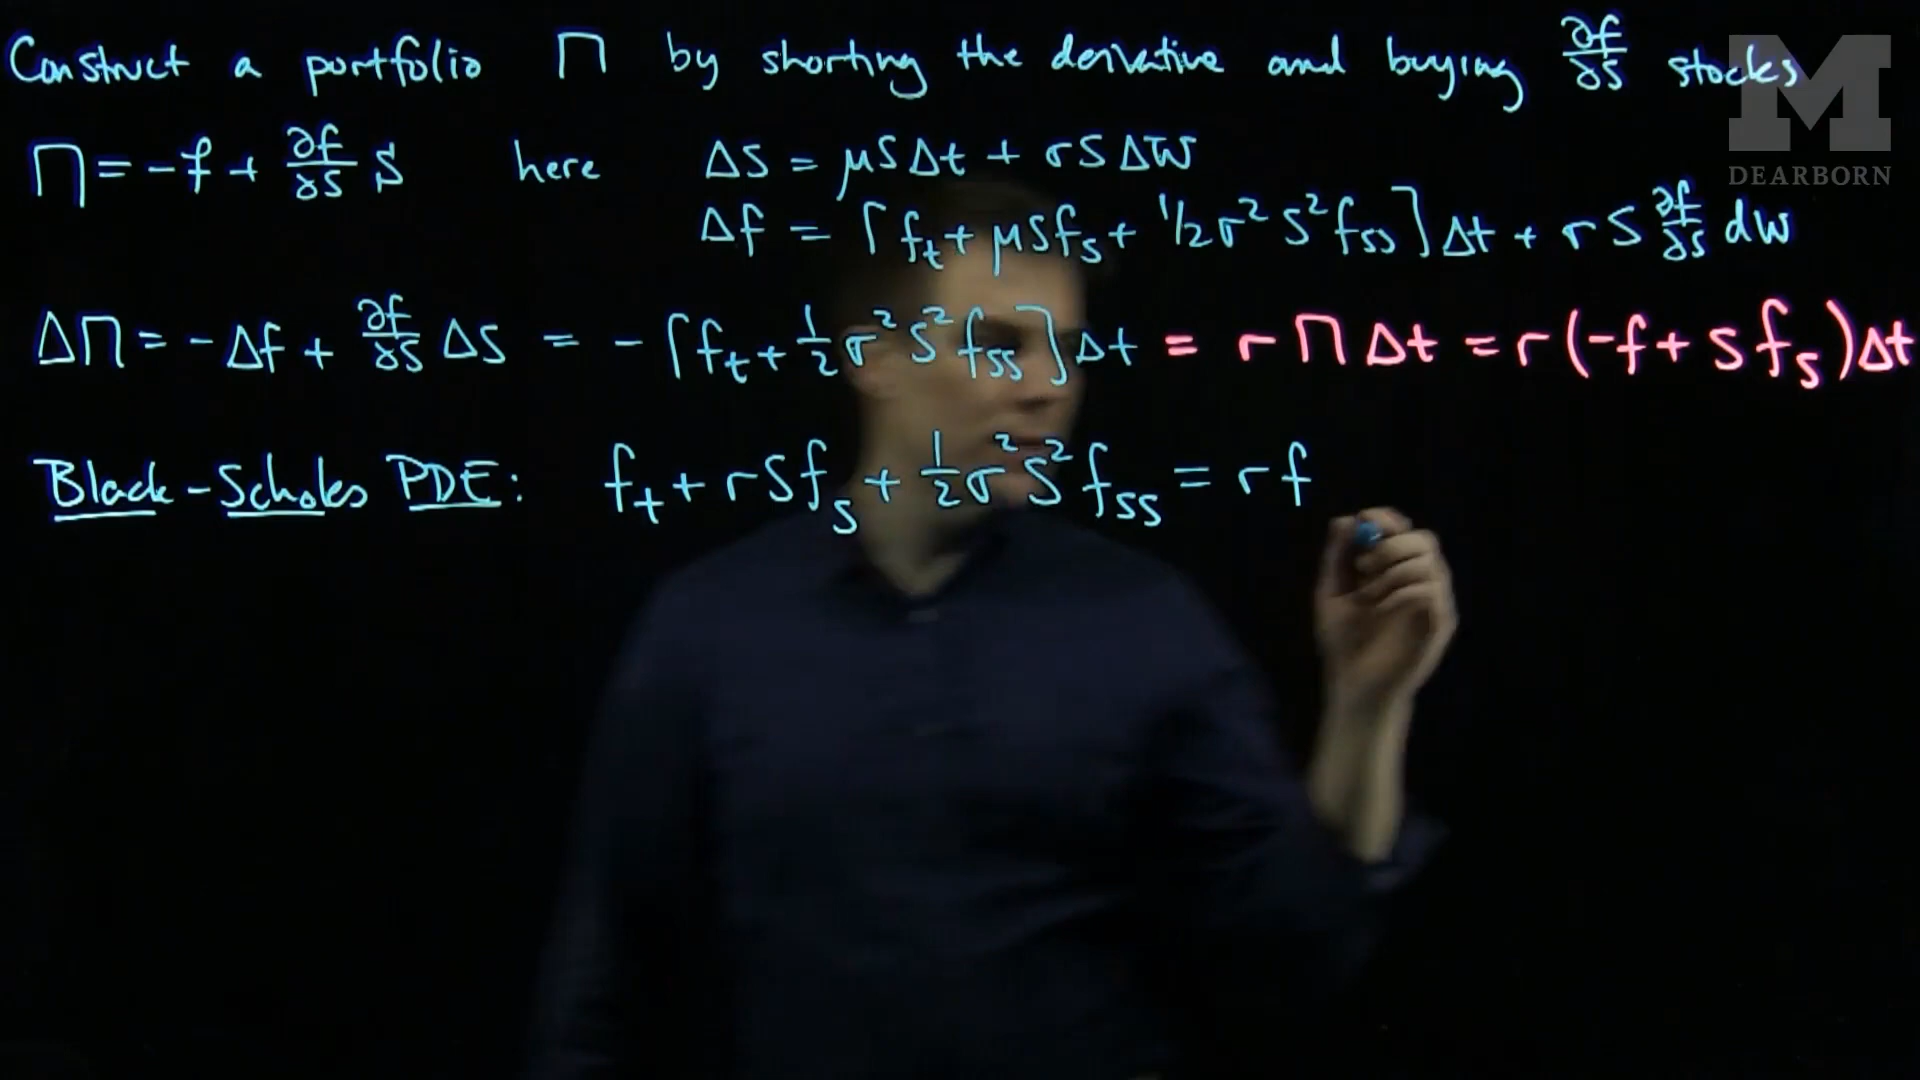 Construct a portfolio Π by shorting the derivative and buying ∂f/∂S stocks
Π = -f + ∂f/∂S S here ΔS = μSΔt + σSΔW
Δf = [f_t + μSf_s + 1/2σ²S²f_ss]Δt + σS ∂f/∂S dW
ΔΠ = -Δf + ∂f/∂S ΔS = -[f_t + 1/2σ²S²f_ss]Δt = rΠΔt = r(-f + Sf_s)Δt
Black-Scholes PDE: f_t + rSf_s + 1/2σ²S²f_ss = rf
M
DEARBORN